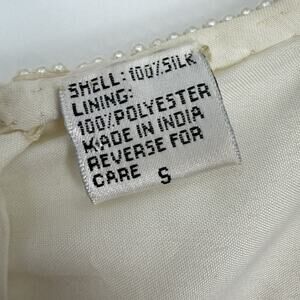 SHELL: 100% SILK
LINING:
100% POLYESTER
MADE IN INDIA
REVERSE FOR
CARE S